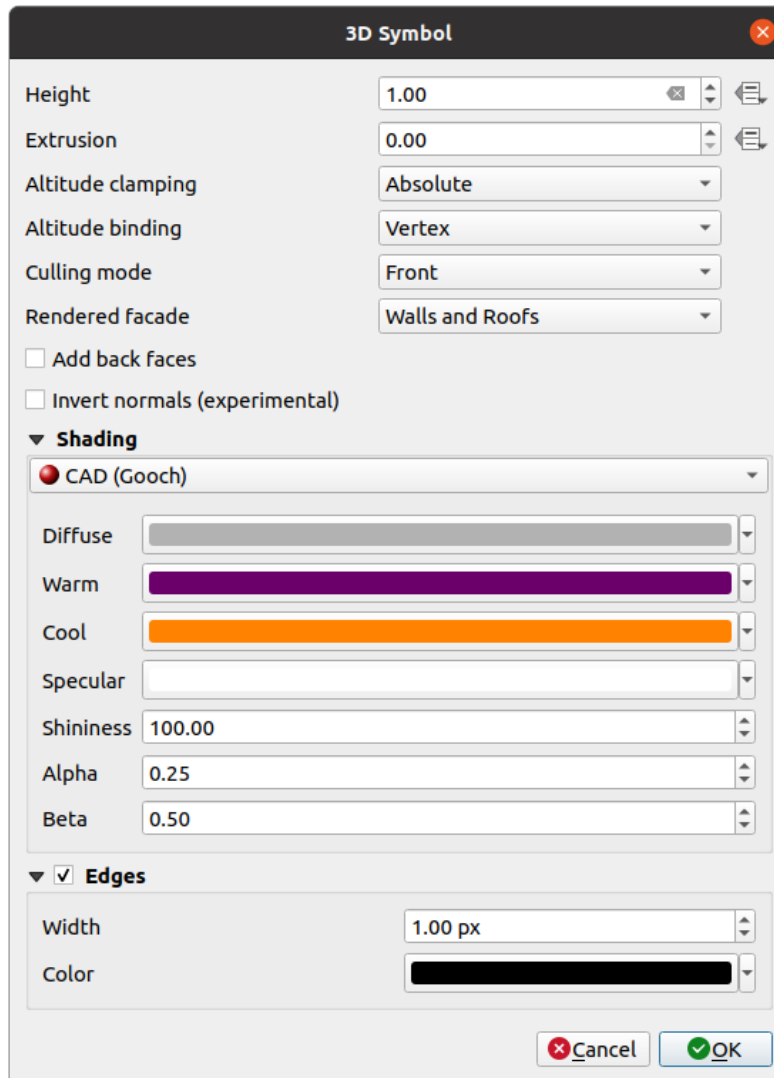 3D Symbol
Height 1.00
Extrusion 0.00
Altitude clamping Absolute
Altitude binding Vertex
Culling mode Front
Rendered facade Walls and Roofs
Add back faces
Invert normals (experimental)
Shading
CAD (Gooch)
Diffuse
Warm
Cool
Specular
Shininess 100.00
Alpha 0.25
Beta 0.50
Edges
Width 1.00 px
Color
Cancel OK